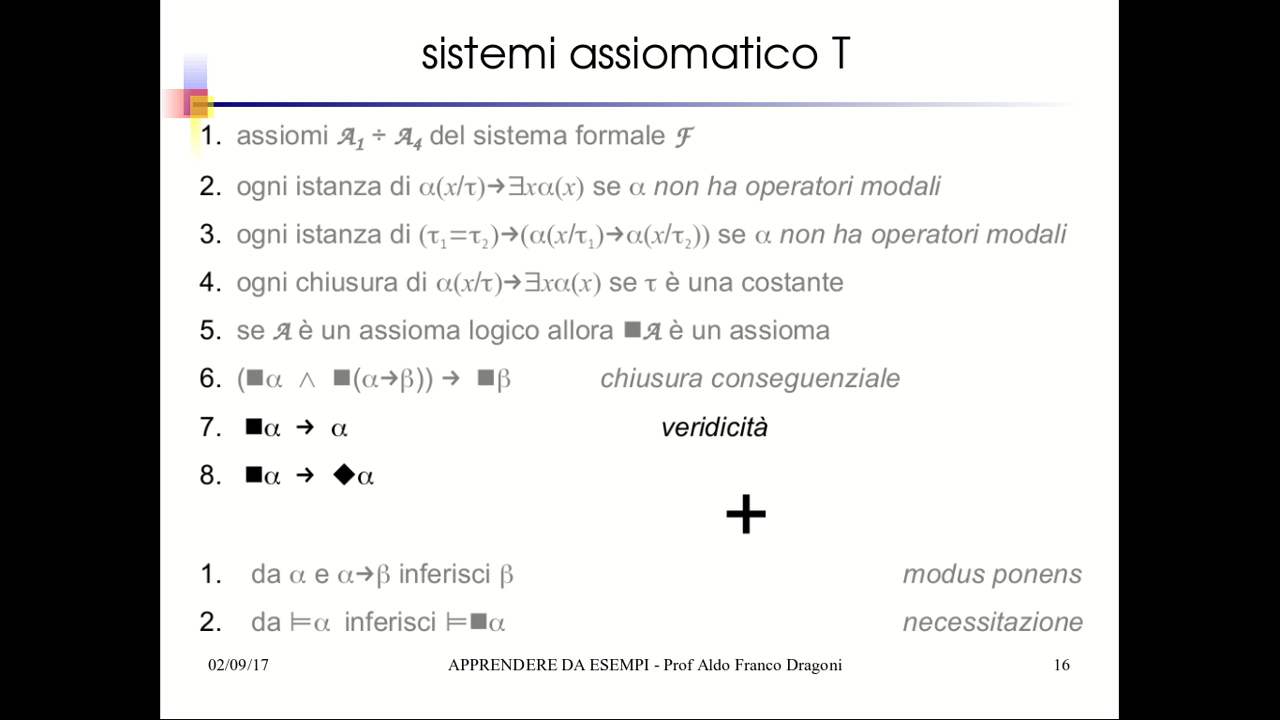 sistemi assiomatico T
1. assiomi 𝒜₁ ÷ 𝒜₄ del sistema formale ℱ
2. ogni istanza di α(x/τ)→∃xα(x) se α non ha operatori modali
3. ogni istanza di (τ₁=τ₂)→(α(x/τ₁)→α(x/τ₂)) se α non ha operatori modali
4. ogni chiusura di α(x/τ)→∃xα(x) se τ è una costante
5. se 𝒜 è un assioma logico allora ■𝒜 è un assioma
6. (■α ∧ ■(α→β)) → ■β chiusura conseguenziale
7. ■α → α veridicità
8. ■α → ◆α
+
1. da α e α→β inferisci β modus ponens
2. da ⊨α inferisci ⊨■α necessitazione
02/09/17 APPRENDERE DA ESEMPI - Prof Aldo Franco Dragoni 16